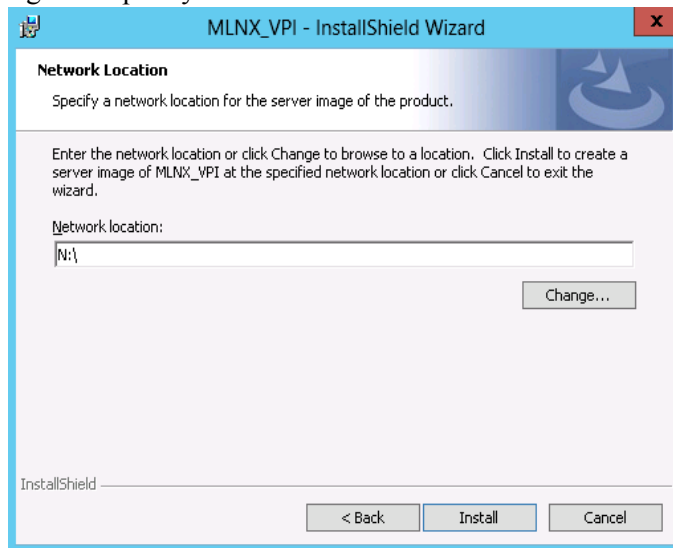 MLNX_VPI - InstallShield Wizard
x
Network Location
Specify a network location for the server image of the product.
Enter the network location or click Change to browse to a location. Click Install to create a
server image of MLNX_VPI at the specified network location or click Cancel to exit the
wizard.
Network location:
N:\
Change...
InstallShield
< Back Install Cancel